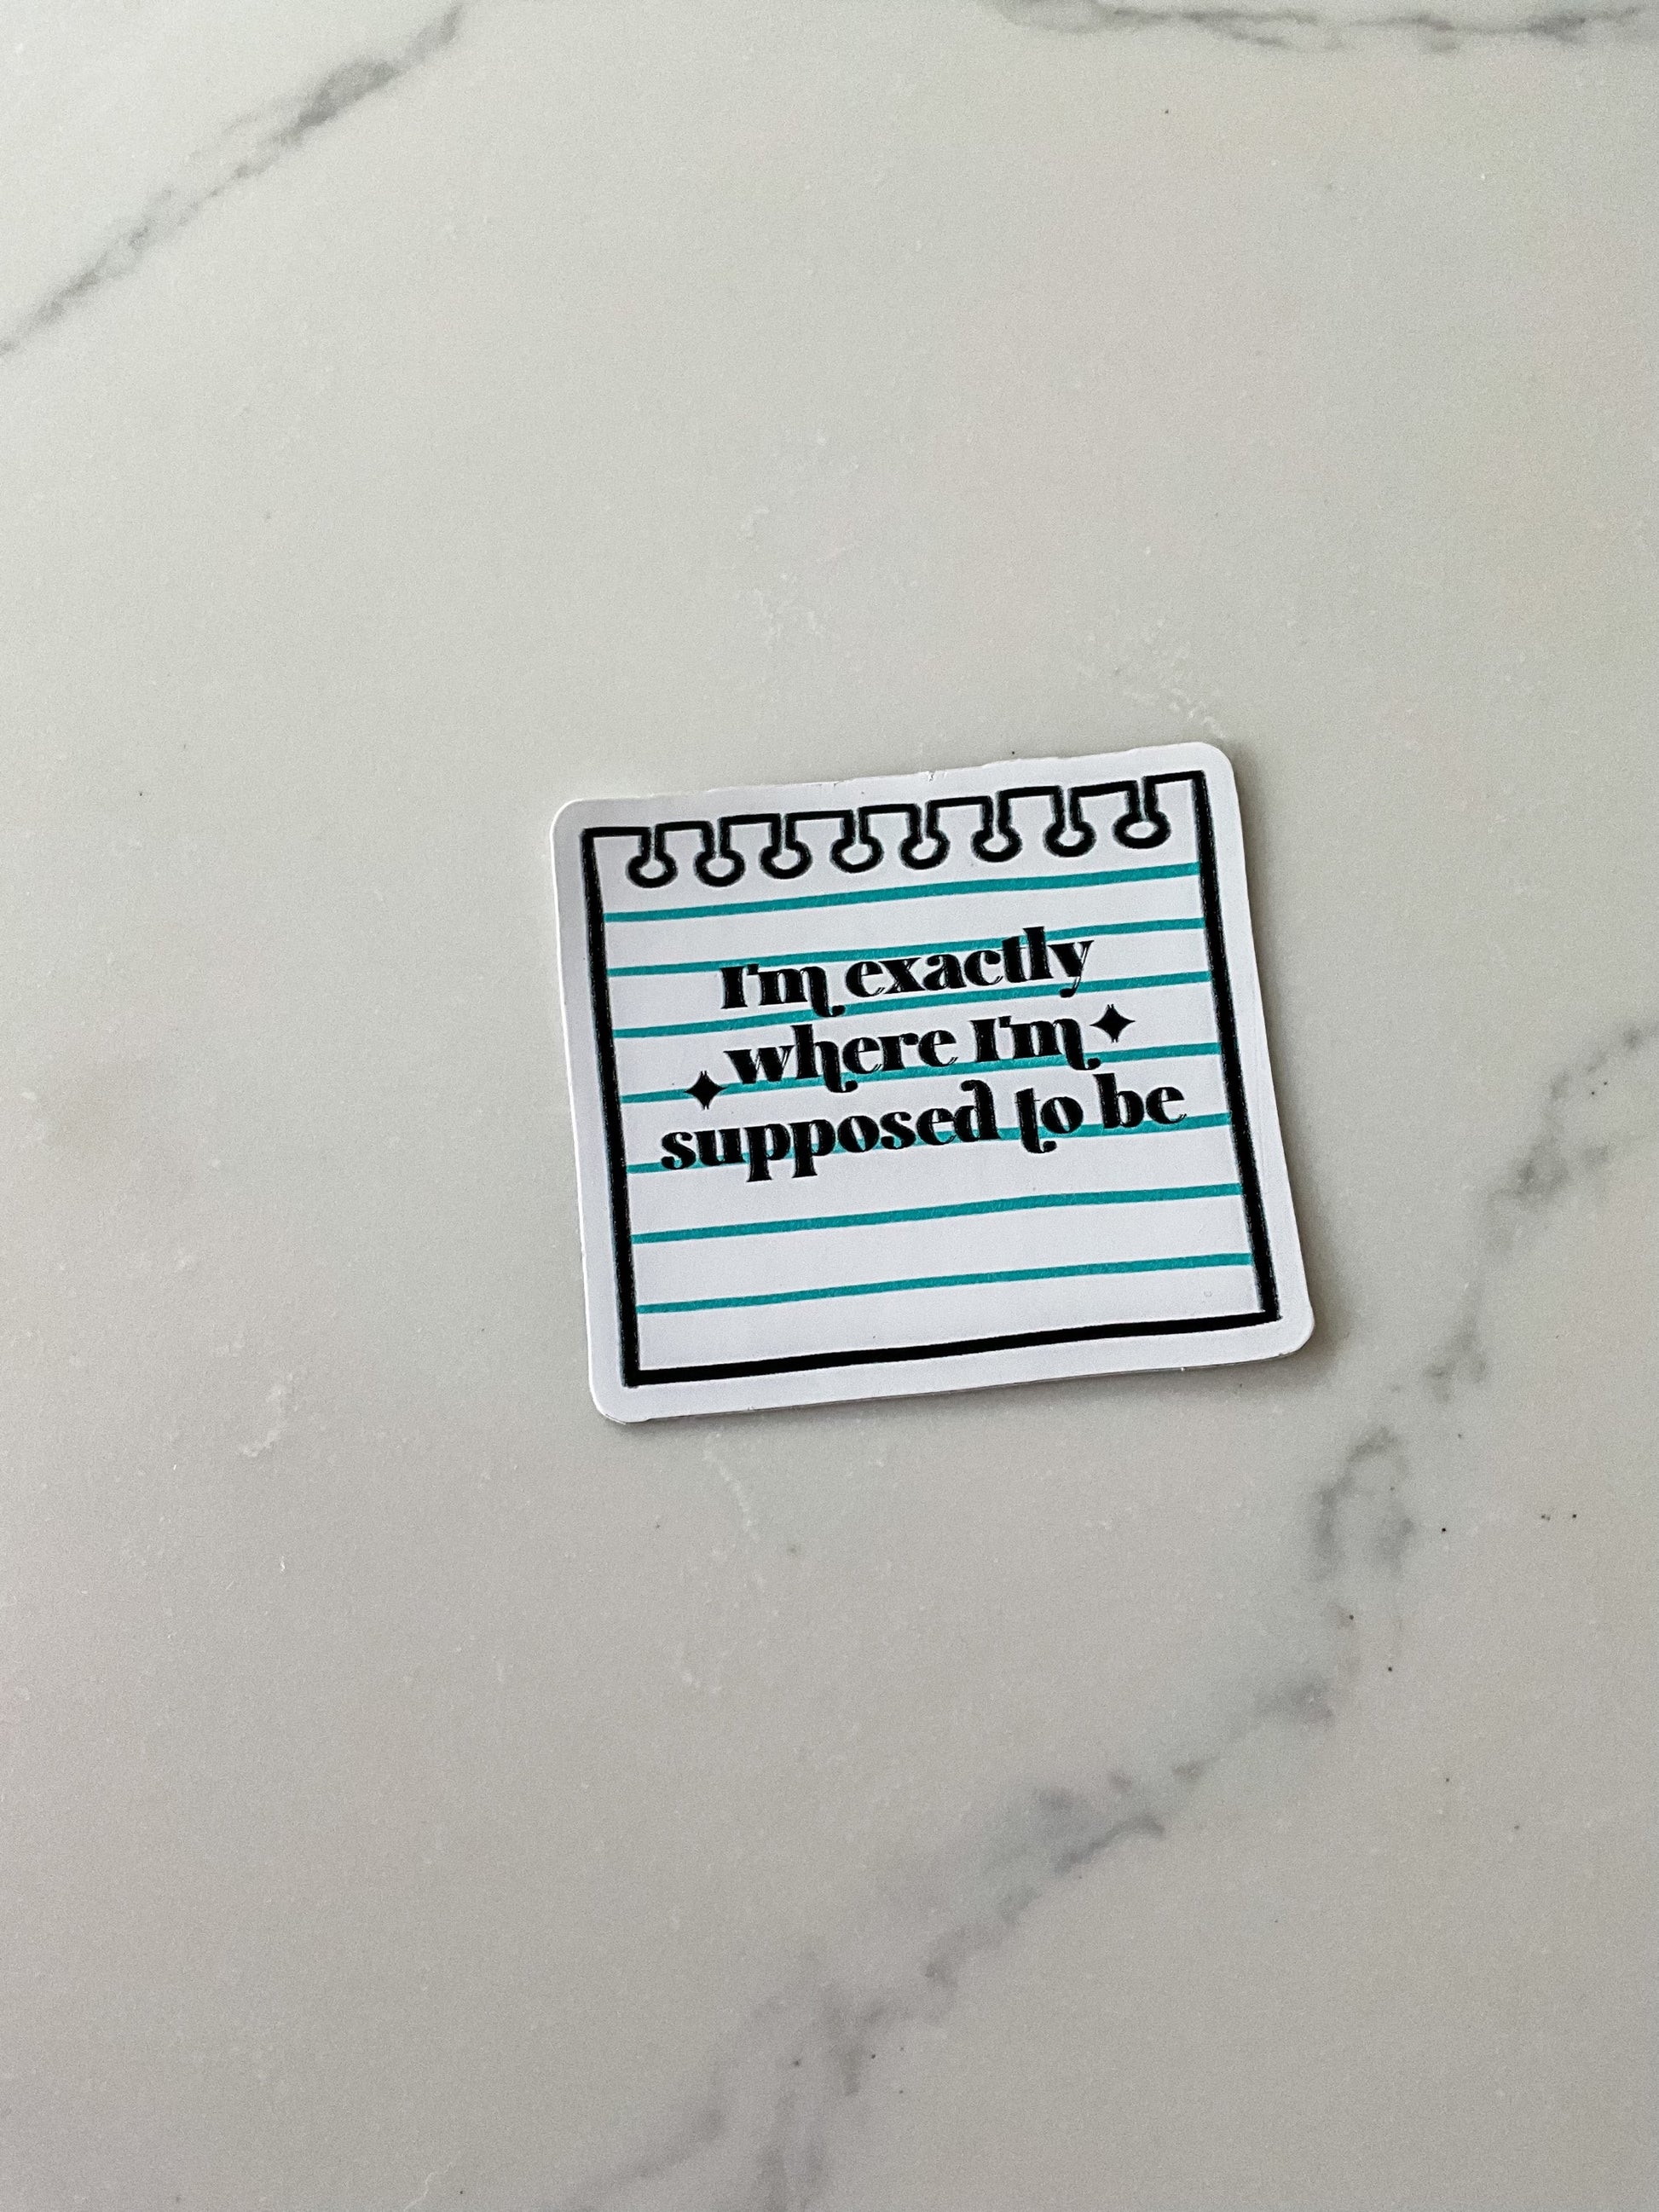 I'm exactly
where I'm
supposed to be